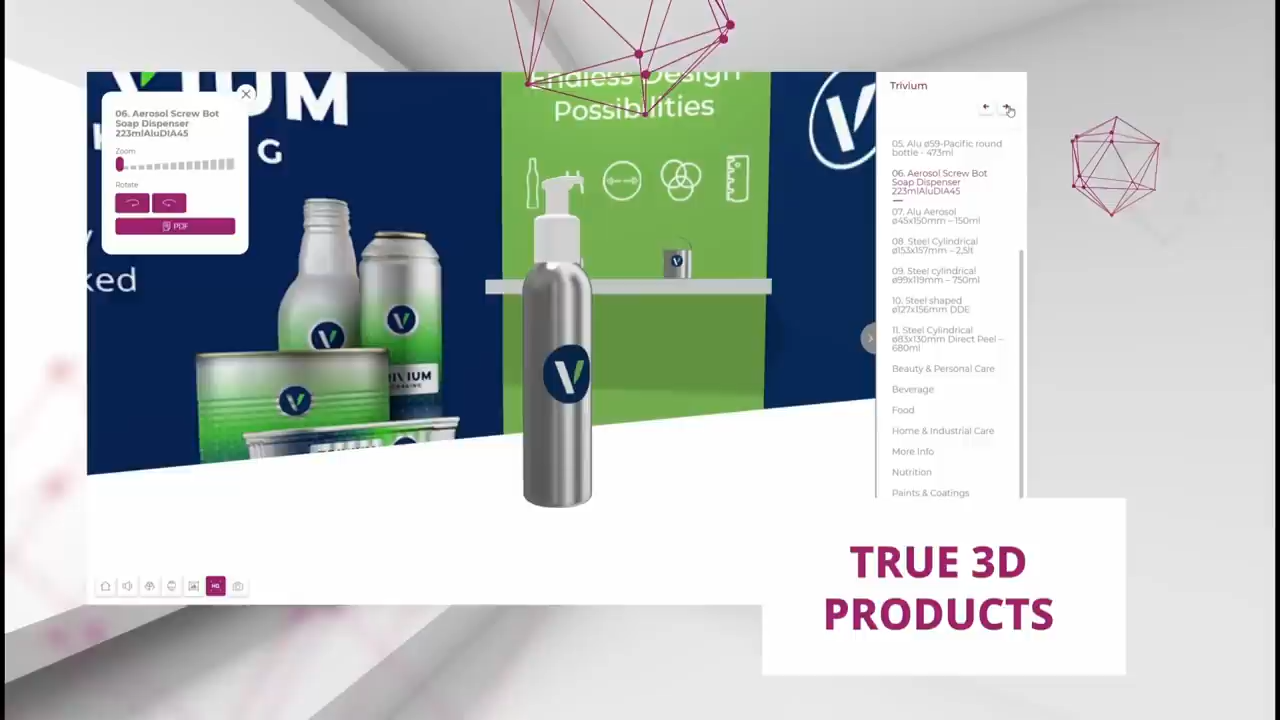 VIUM
G
ked
06. Aerosol Screw Bot
Soap Dispenser
223mlAluDIA45
Zoom
Rotate
PDF
Endless Design
Possibilities
IVIUM
Trivium
05. Alu ø59-Pacific round
bottle - 473ml
06. Aerosol Screw Bot
Soap Dispenser
223mlAluDIA45
07. Alu Aerosol
ø45x150mm – 150ml
08. Steel Cylindrical
ø153x157mm – 2,5lt
09. Steel cylindrical
ø99x119mm – 750ml
10. Steel shaped
ø127x156mm DDE
11. Steel Cylindrical
ø83x130mm Direct Peel –
680ml
Beauty & Personal Care
Beverage
Food
Home & Industrial Care
More Info
Nutrition
Paints & Coatings
HQ
TRUE 3D
PRODUCTS